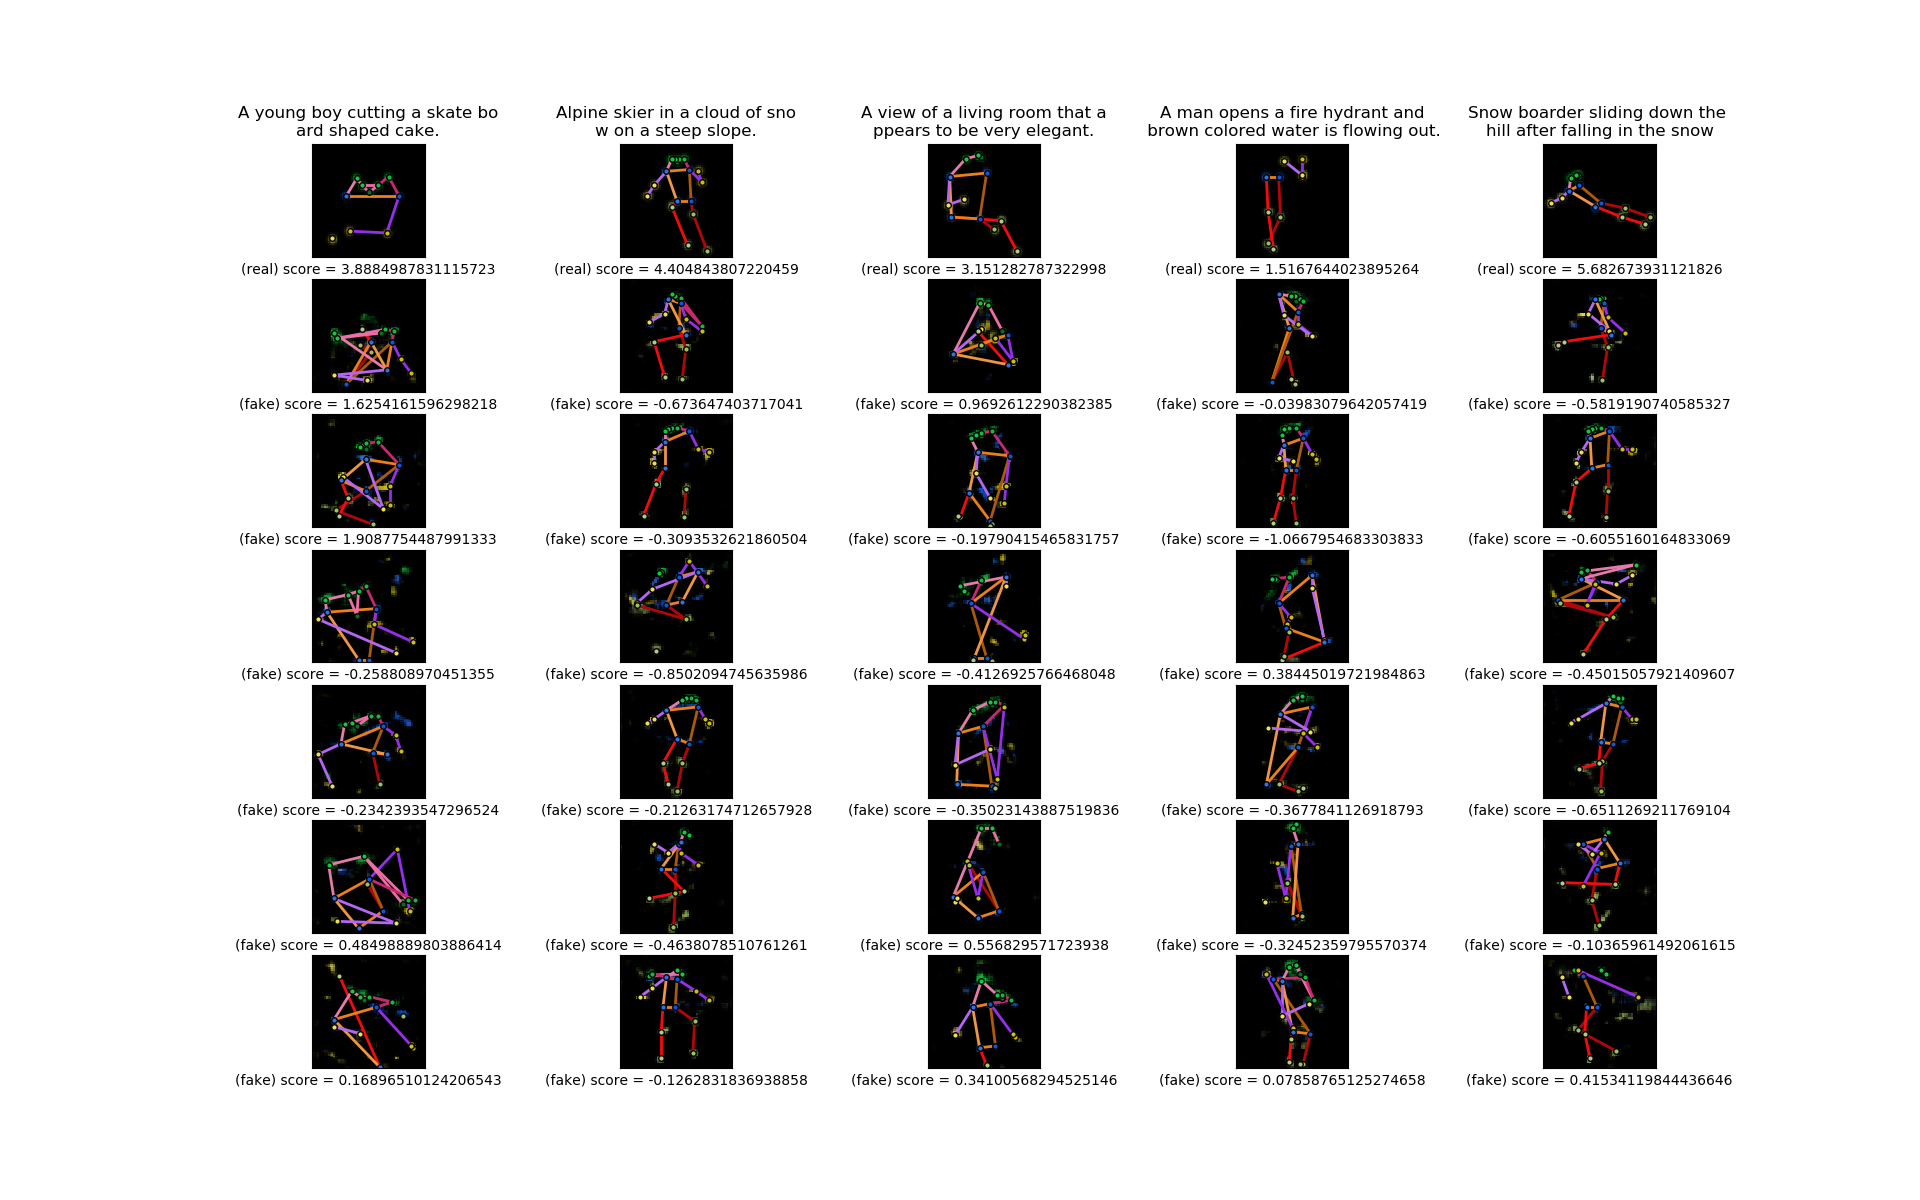 A young boy cutting a skate bo
ard shaped cake.
Alpine skier in a cloud of sno
w on a steep slope.
A view of a living room that a
ppears to be very elegant.
A man opens a fire hydrant and
brown colored water is flowing out.
Snow boarder sliding down the
hill after falling in the snow
(real) score = 3.8884987831115723
(real) score = 4.404843807220459
(real) score = 3.151282787322998
(real) score = 1.5167644023895264
(real) score = 5.682673931121826
(fake) score = 1.6254161596298218
(fake) score = -0.673647403717041
(fake) score = 0.9692612290382385
(fake) score = -0.03983079642057419
(fake) score = -0.5819190740585327
(fake) score = 1.9087754487991333
(fake) score = -0.3093532621860504
(fake) score = -0.19790415465831757
(fake) score = -1.0667954683303833
(fake) score = -0.6055160164833069
(fake) score = -0.258808970451355
(fake) score = -0.8502094745635986
(fake) score = -0.4126925766468048
(fake) score = 0.38445019721984863
(fake) score = -0.45015057921409607
(fake) score = -0.2342393547296524
(fake) score = -0.21263174712657928
(fake) score = -0.35023143887519836
(fake) score = -0.3677841126918793
(fake) score = -0.6511269211769104
(fake) score = 0.48498889803886414
(fake) score = -0.4638078510761261
(fake) score = 0.556829571723938
(fake) score = -0.32452359795570374
(fake) score = -0.10365961492061615
(fake) score = 0.16896510124206543
(fake) score = -0.1262831836938858
(fake) score = 0.34100568294525146
(fake) score = 0.07858765125274658
(fake) score = 0.41534119844436646